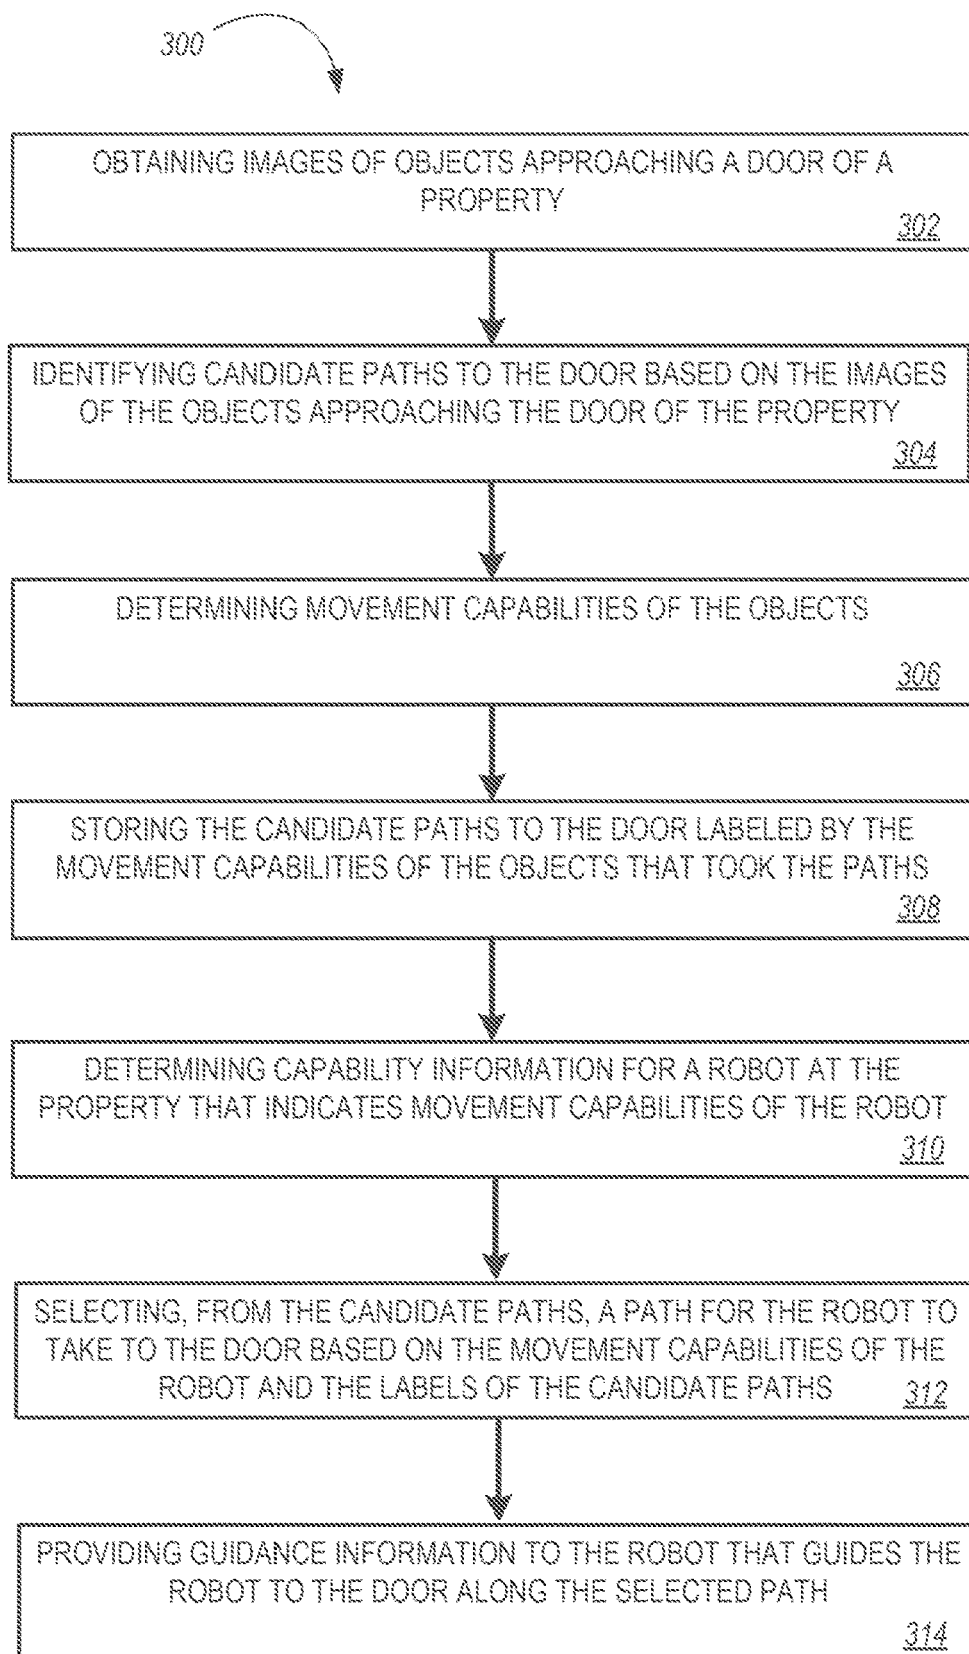 300
OBTAINING IMAGES OF OBJECTS APPROACHING A DOOR OF A
PROPERTY
302
IDENTIFYING CANDIDATE PATHS TO THE DOOR BASED ON THE IMAGES
OF THE OBJECTS APPROACHING THE DOOR OF THE PROPERTY
304
DETERMINING MOVEMENT CAPABILITIES OF THE OBJECTS
306
STORING THE CANDIDATE PATHS TO THE DOOR LABELED BY THE
MOVEMENT CAPABILITIES OF THE OBJECTS THAT TOOK THE PATHS
308
DETERMINING CAPABILITY INFORMATION FOR A ROBOT AT THE
PROPERTY THAT INDICATES MOVEMENT CAPABILITIES OF THE ROBOT
310
SELECTING, FROM THE CANDIDATE PATHS, A PATH FOR THE ROBOT TO
TAKE TO THE DOOR BASED ON THE MOVEMENT CAPABILITIES OF THE
ROBOT AND THE LABELS OF THE CANDIDATE PATHS
312
PROVIDING GUIDANCE INFORMATION TO THE ROBOT THAT GUIDES THE
ROBOT TO THE DOOR ALONG THE SELECTED PATH
314